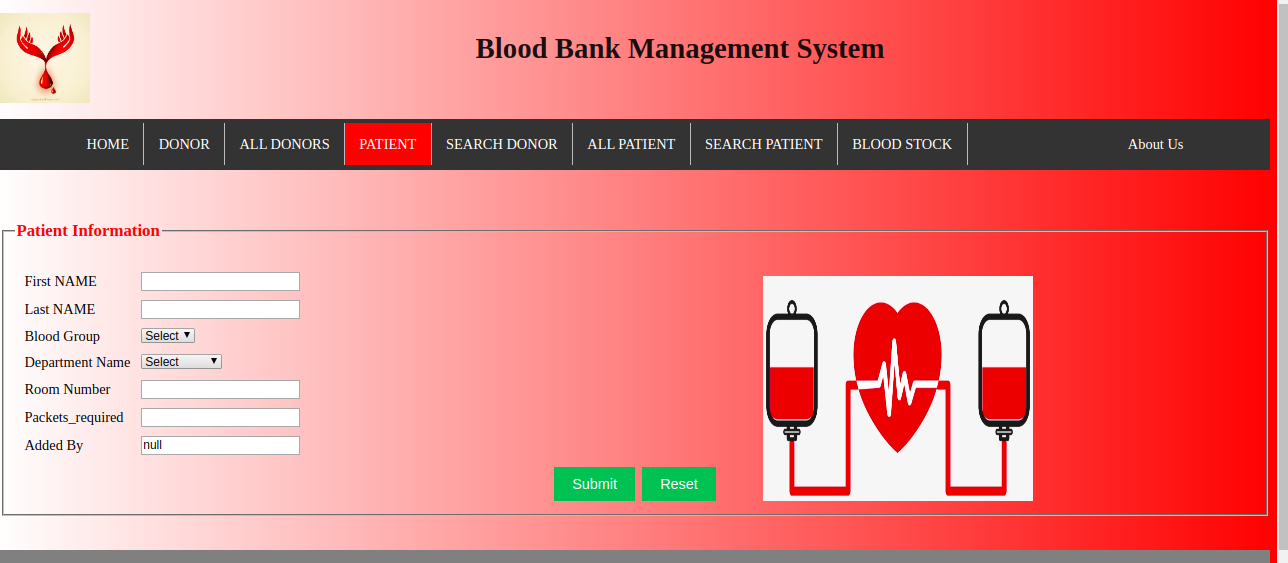 Blood Bank Management System
HOME DONOR ALL DONORS PATIENT SEARCH DONOR ALL PATIENT SEARCH PATIENT BLOOD STOCK About Us
Patient Information
First NAME
Last NAME
Blood Group Select
Department Name Select
Room Number
Packets_required
Added By null
Submit Reset